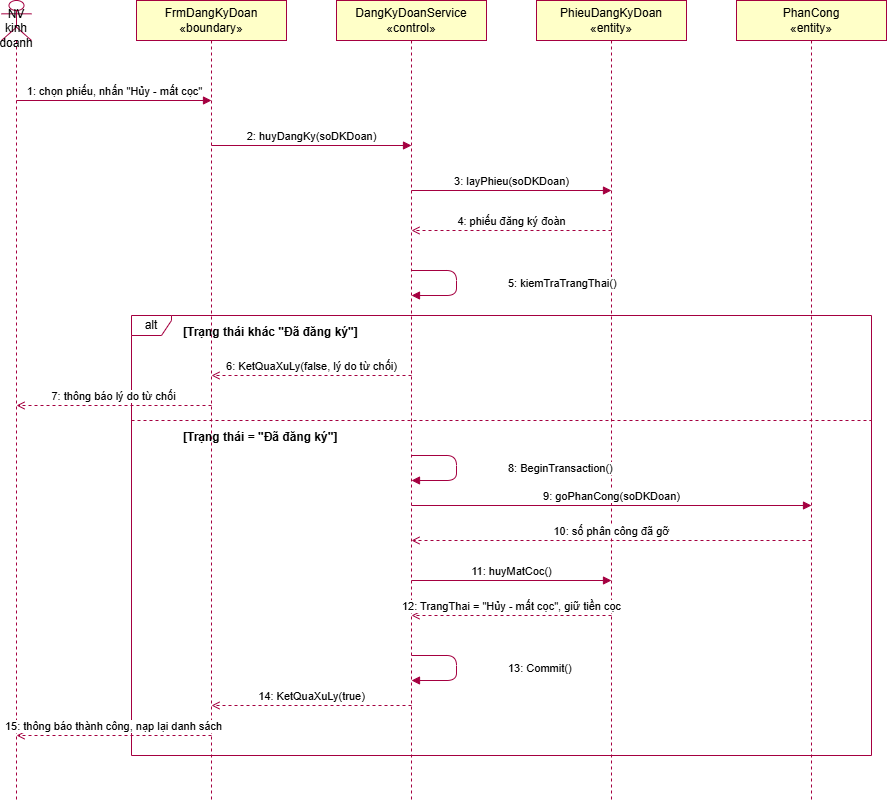 NV
kinh
doanh
FrmDangKyDoan
«boundary»
DangKyDoanService
«control»
PhieuDangKyDoan
«entity»
PhanCong
«entity»
1: chọn phiếu, nhấn "Hủy - mất cọc"
2: huyDangKy(soDKDoan)
3: layPhieu(soDKDoan)
4: phiếu đăng ký đoàn
5: kiemTraTrangThai()
alt
[Trạng thái khác "Đã đăng ký"]
6: KetQuaXuLy(false, lý do từ chối)
7: thông báo lý do từ chối
[Trạng thái = "Đã đăng ký"]
8: BeginTransaction()
9: goPhanCong(soDKDoan)
10: số phân công đã gỡ
11: huyMatCoc()
12: TrangThai = "Hủy - mất cọc", giữ tiền cọc
13: Commit()
14: KetQuaXuLy(true)
15: thông báo thành công, nạp lại danh sách